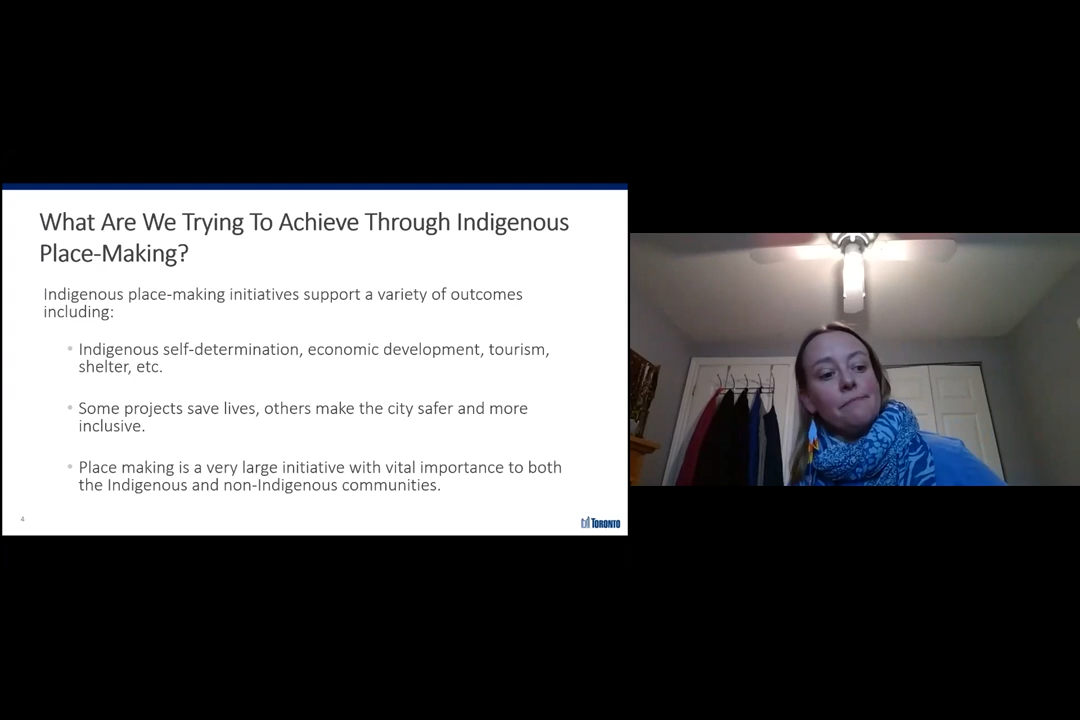 What Are We Trying To Achieve Through Indigenous
Place-Making?
Indigenous place-making initiatives support a variety of outcomes
including:
• Indigenous self-determination, economic development, tourism,
shelter, etc.
• Some projects save lives, others make the city safer and more
inclusive.
• Place making is a very large initiative with vital importance to both
the Indigenous and non-Indigenous communities.
4
TORONTO